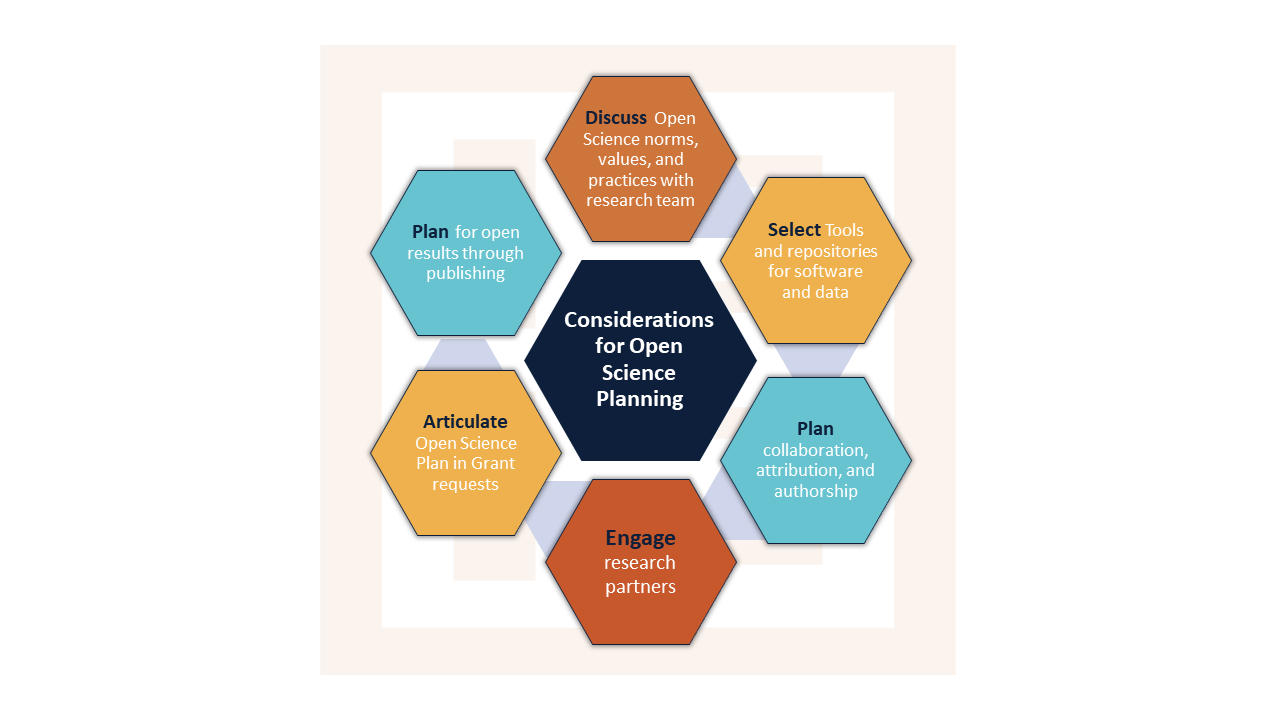 Discuss Open
Science norms,
values, and
practices with
research team
Select Tools
and repositories
for software
and data
Plan
collaboration,
attribution, and
authorship
Engage
research
partners
Articulate
Open Science
Plan in Grant
requests
Plan for open
results through
publishing
Considerations
for Open
Science
Planning